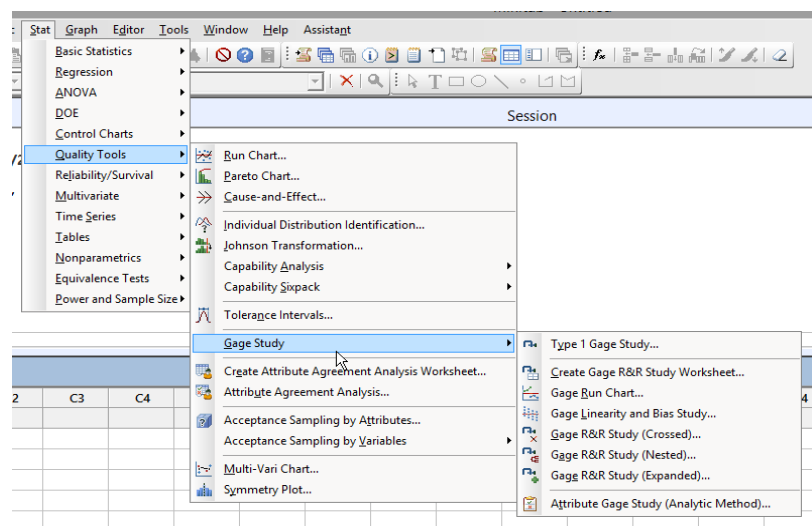 Stat Graph Editor Tools Window Help Assistant
Basic Statistics
Regression
ANOVA
DOE
Control Charts
Quality Tools
Reliability/Survival
Multivariate
Time Series
Tables
Nonparametrics
Equivalence Tests
Power and Sample Size
Session
Run Chart...
Pareto Chart...
Cause-and-Effect...
Individual Distribution Identification...
Johnson Transformation...
Capability Analysis
Capability Sixpack
Tolerance Intervals...
Gage Study
Create Attribute Agreement Analysis Worksheet...
Attribute Agreement Analysis...
Acceptance Sampling by Attributes...
Acceptance Sampling by Variables
Multi-Vari Chart...
Symmetry Plot...
Type 1 Gage Study...
Create Gage R&R Study Worksheet...
Gage Run Chart...
Gage Linearity and Bias Study...
Gage R&R Study (Crossed)...
Gage R&R Study (Nested)...
Gage R&R Study (Expanded)...
Attribute Gage Study (Analytic Method)...
C3 C4